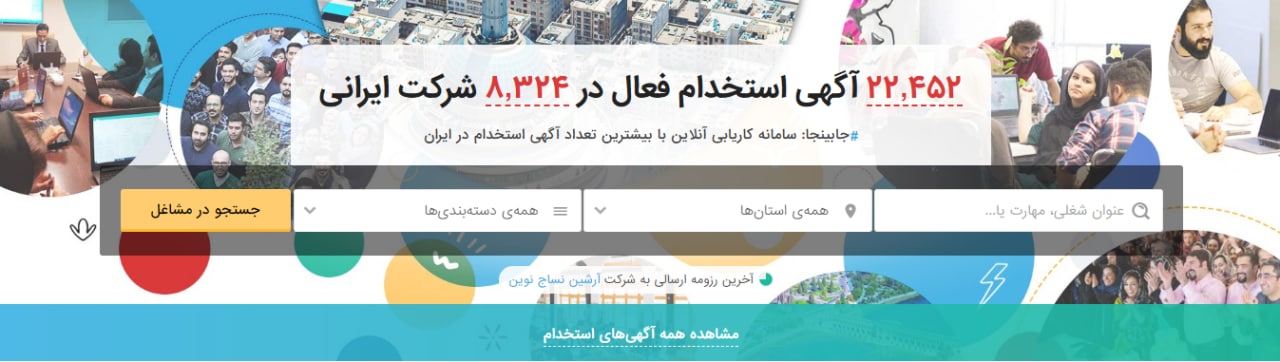 ۲۲,۴۵۲ آگهی استخدام فعال در ۸,۳۲۴ شرکت ایرانی
#جابینجا: سامانه کاریابی آنلاین با بیشترین تعداد آگهی استخدام در ایران
عنوان شغلی، مهارت یا...
همه‌ی استان‌ها
همه‌ی دسته‌بندی‌ها
جستجو در مشاغل
آخرین رزومه ارسالی به شرکت آرشین نساج نوین
مشاهده همه آگهی‌های استخدام